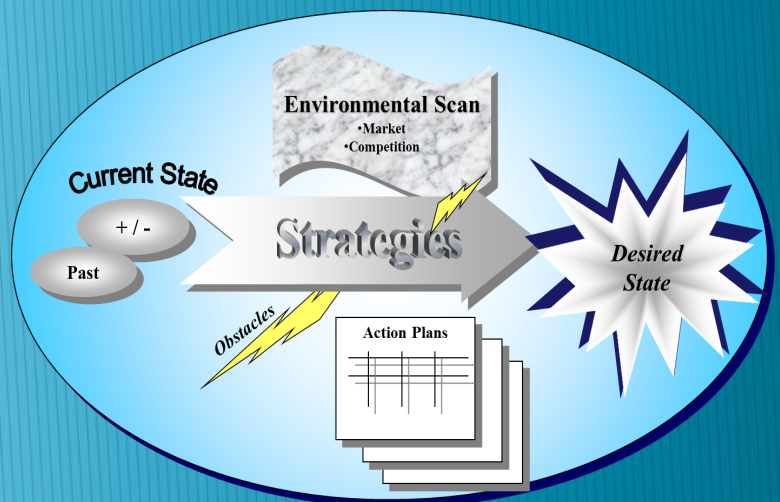 Environmental Scan
•Market
•Competition
Current State
+ / -
Past
Strategies
Desired
State
Obstacles
Action Plans